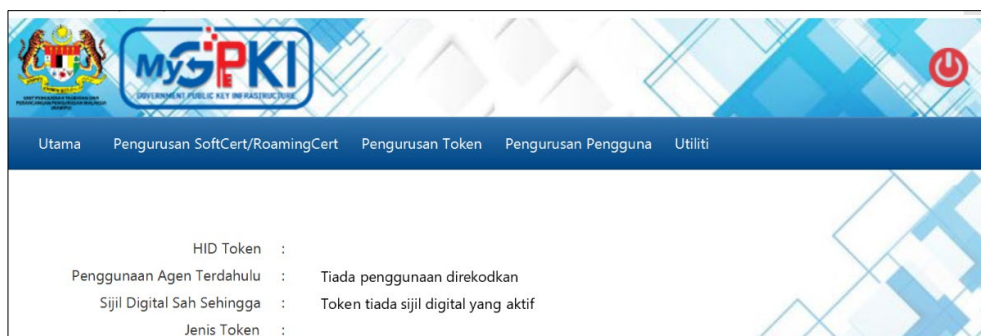 MyGPKI
GOVERNMENT PUBLIC KEY INFRASTRUCTURE
Utama Pengurusan SoftCert/RoamingCert Pengurusan Token Pengurusan Pengguna Utiliti
HID Token :
Penggunaan Agen Terdahulu : Tiada penggunaan direkodkan
Sijil Digital Sah Sehingga : Token tiada sijil digital yang aktif
Jenis Token :